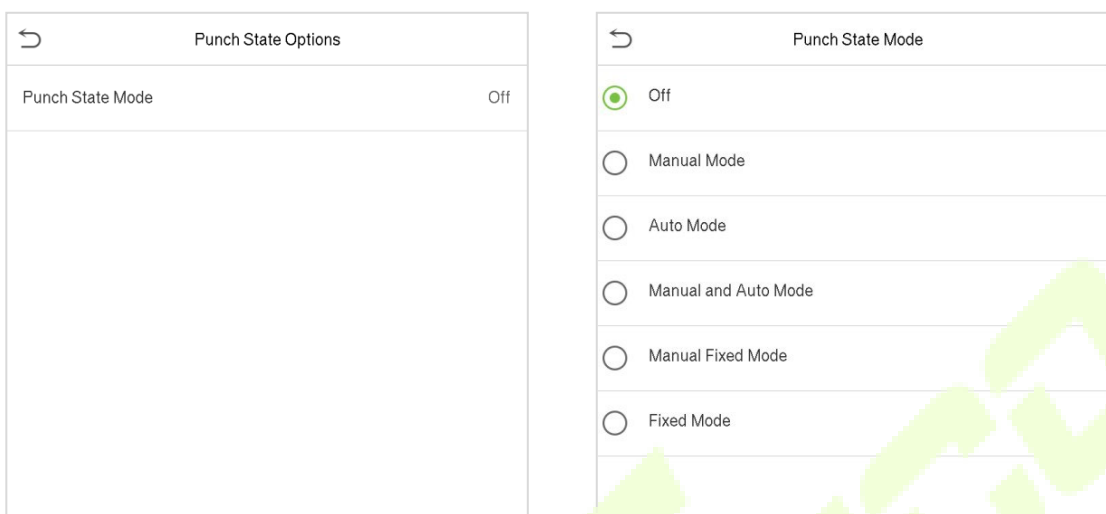 Punch State Options
Punch State Mode Off
Punch State Mode
Off
Manual Mode
Auto Mode
Manual and Auto Mode
Manual Fixed Mode
Fixed Mode